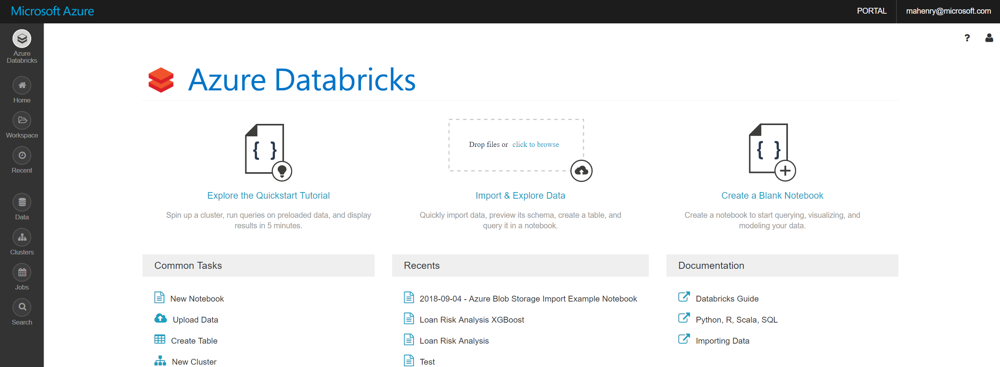 Microsoft Azure
PORTAL
mahenry@microsoft.com
?
Azure
Databricks
Home
Workspace
Recent
Data
Clusters
Jobs
Search
Azure Databricks
{ }
Explore the Quickstart Tutorial
Spin up a cluster, run queries on preloaded data, and display
results in 5 minutes.
Drop files or click to browse
Import & Explore Data
Quickly import data, preview its schema, create a table, and
query it in a notebook.
{ }
Create a Blank Notebook
Create a notebook to start querying, visualizing, and
modeling your data.
Common Tasks
New Notebook
Upload Data
Create Table
New Cluster
Recents
2018-09-04 - Azure Blob Storage Import Example Notebook
Loan Risk Analysis XGBoost
Loan Risk Analysis
Test
Documentation
Databricks Guide
Python, R, Scala, SQL
Importing Data